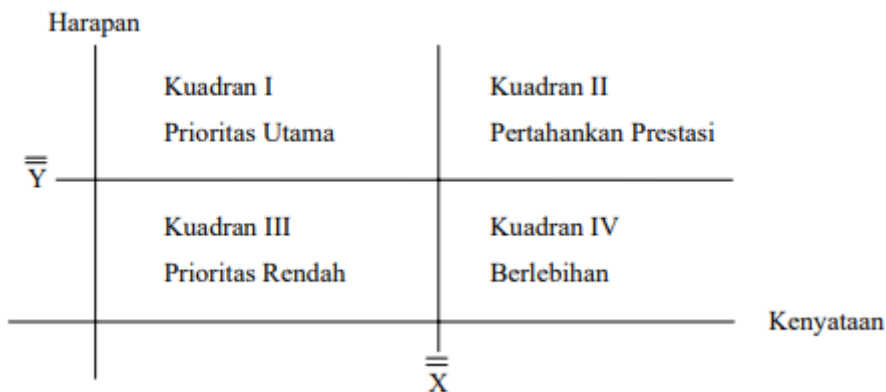 Harapan
Kuadran I
Prioritas Utama
Kuadran II
Pertahankan Prestasi
Y
Kuadran III
Prioritas Rendah
Kuadran IV
Berlebihan
Kenyataan
X